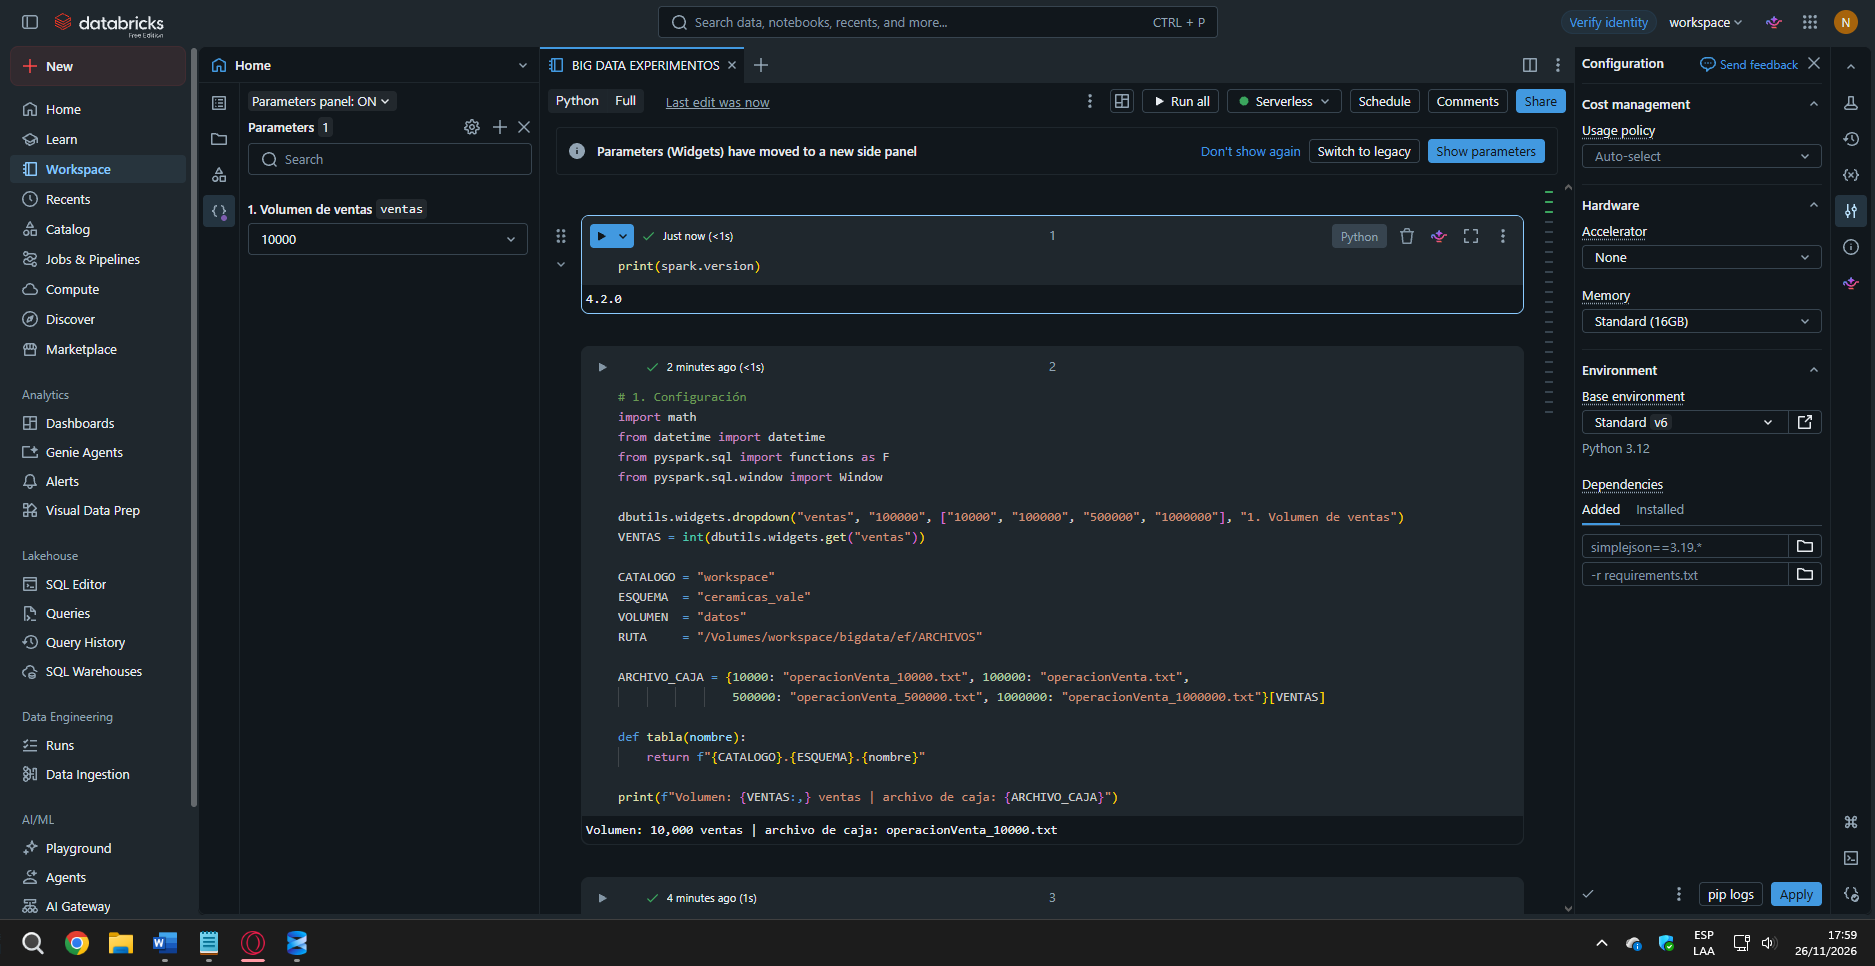 databricks
Free Edition
Search data, notebooks, recents, and more...
CTRL + P
Verify identity
workspace
N
New
Home
Learn
Workspace
Recents
Catalog
Jobs & Pipelines
Compute
Discover
Marketplace
Analytics
Dashboards
Genie Agents
Alerts
Visual Data Prep
Lakehouse
SQL Editor
Queries
Query History
SQL Warehouses
Data Engineering
Runs
Data Ingestion
AI/ML
Playground
Agents
AI Gateway
Home
Parameters panel: ON
Parameters 1
Search
1. Volumen de ventas ventas
10000
BIG DATA EXPERIMENTOS
Python Full Last edit was now
Run all
Serverless
Schedule
Comments
Share
Parameters (Widgets) have moved to a new side panel
Don't show again
Switch to legacy
Show parameters
Just now (<1s)
1
Python
print(spark.version)
4.2.0
2 minutes ago (<1s)
2
# 1. Configuración
import math
from datetime import datetime
from pyspark.sql import functions as F
from pyspark.sql.window import Window
dbutils.widgets.dropdown("ventas", "100000", ["10000", "100000", "500000", "1000000"], "1. Volumen de ventas")
VENTAS = int(dbutils.widgets.get("ventas"))
CATALOGO = "workspace"
ESQUEMA = "ceramicas_vale"
VOLUMEN = "datos"
RUTA = "/Volumes/workspace/bigdata/ef/ARCHIVOS"
ARCHIVO_CAJA = {10000: "operacionVenta_10000.txt", 100000: "operacionVenta.txt",
500000: "operacionVenta_500000.txt", 1000000: "operacionVenta_1000000.txt"}[VENTAS]
def tabla(nombre):
return f"{CATALOGO}.{ESQUEMA}.{nombre}"
print(f"Volumen: {VENTAS:,} ventas | archivo de caja: {ARCHIVO_CAJA}")
Volumen: 10,000 ventas | archivo de caja: operacionVenta_10000.txt
4 minutes ago (1s)
3
Configuration
Send feedback
Cost management
Usage policy
Auto-select
Hardware
Accelerator
None
Memory
Standard (16GB)
Environment
Base environment
Standard v6
Python 3.12
Dependencies
Added Installed
simplejson==3.19.*
-r requirements.txt
pip logs
Apply
ESP
LAA
17:59
26/11/2026